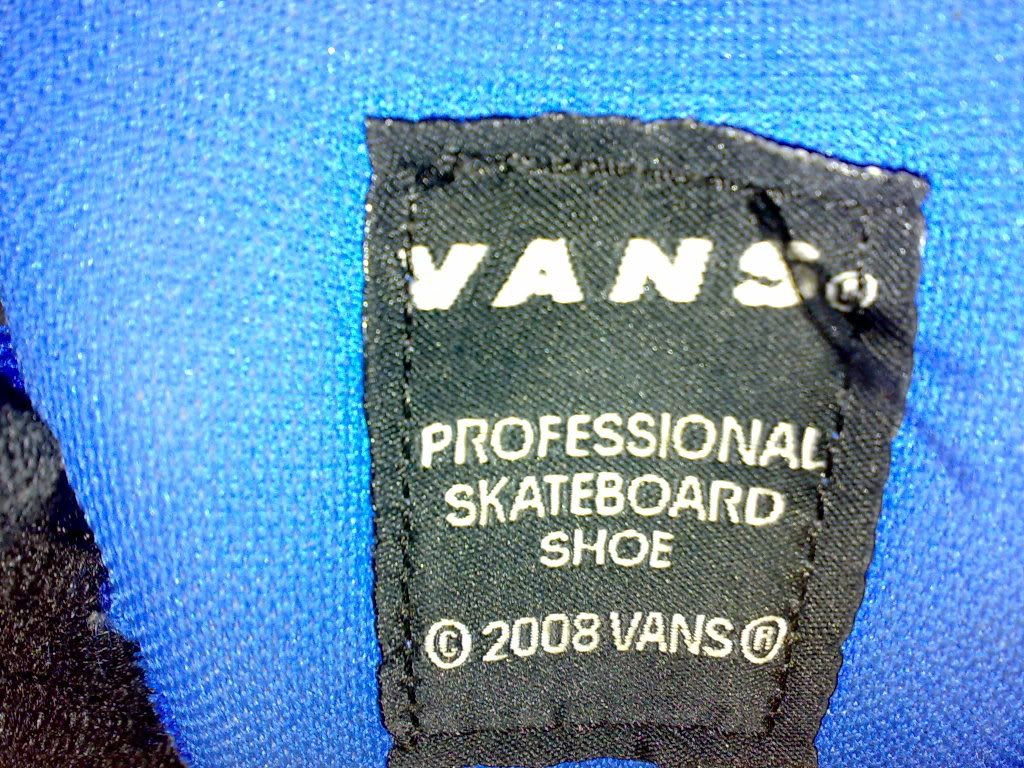 VANS®
PROFESSIONAL
SKATEBOARD
SHOE
© 2008 VANS®